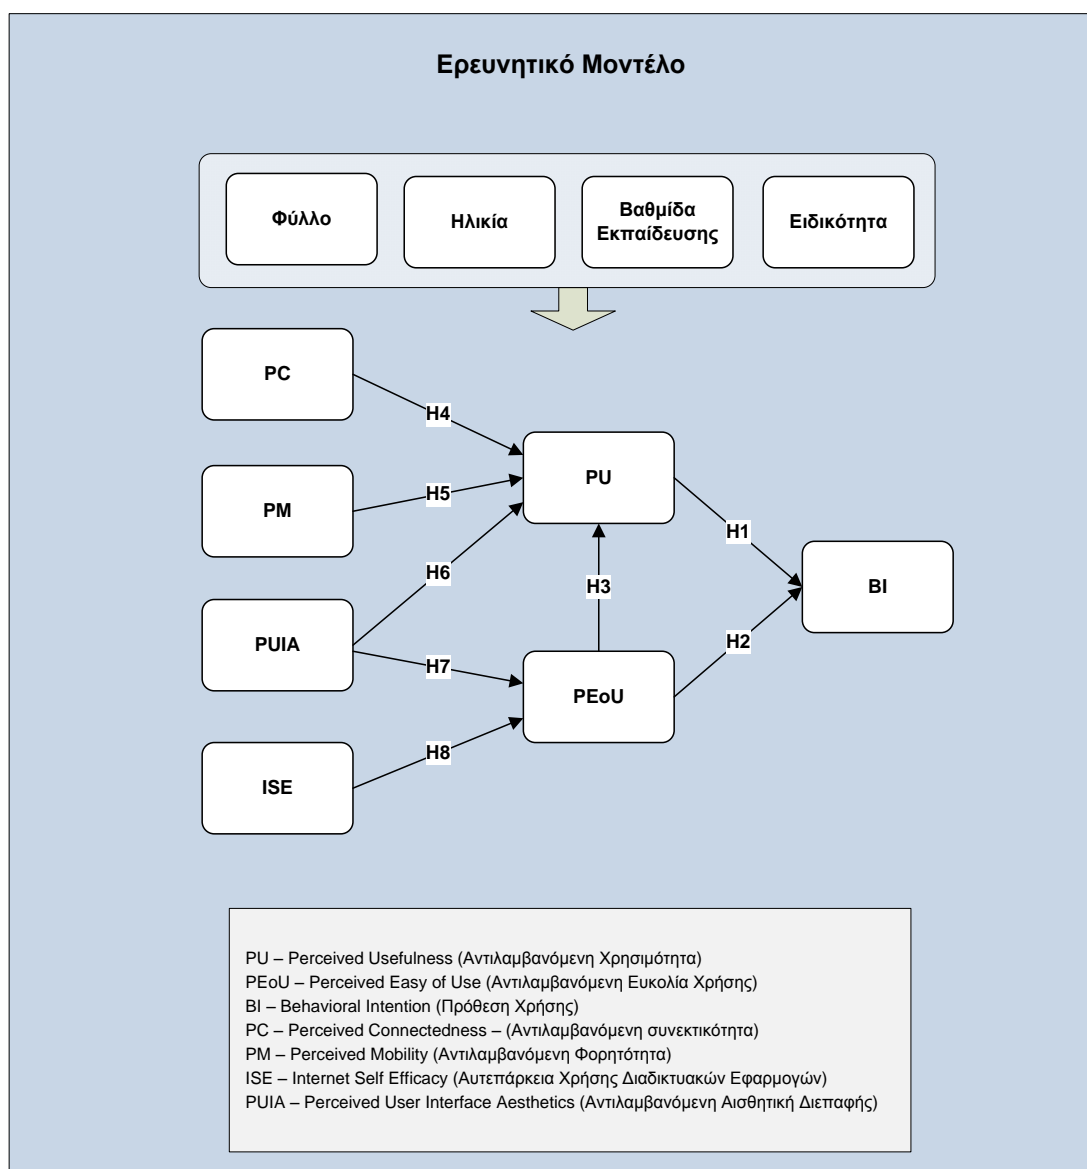 Ερευνητικό Μοντέλο
Φύλλο
Ηλικία
Βαθμίδα
Εκπαίδευσης
Ειδικότητα
PC
H4
PU
PM
H5
H1
H6
H3
BI
PUIA
H7
H2
PEoU
H8
ISE
PU – Perceived Usefulness (Αντιλαμβανόμενη Χρησιμότητα)
PEoU – Perceived Easy of Use (Αντιλαμβανόμενη Ευκολία Χρήσης)
BI – Behavioral Intention (Πρόθεση Χρήσης)
PC – Perceived Connectedness – (Αντιλαμβανόμενη συνεκτικότητα)
PM – Perceived Mobility (Αντιλαμβανόμενη Φορητότητα)
ISE – Internet Self Efficacy (Αυτεπάρκεια Χρήσης Διαδικτυακών Εφαρμογών)
PUIA – Perceived User Interface Aesthetics (Αντιλαμβανόμενη Αισθητική Διεπαφής)